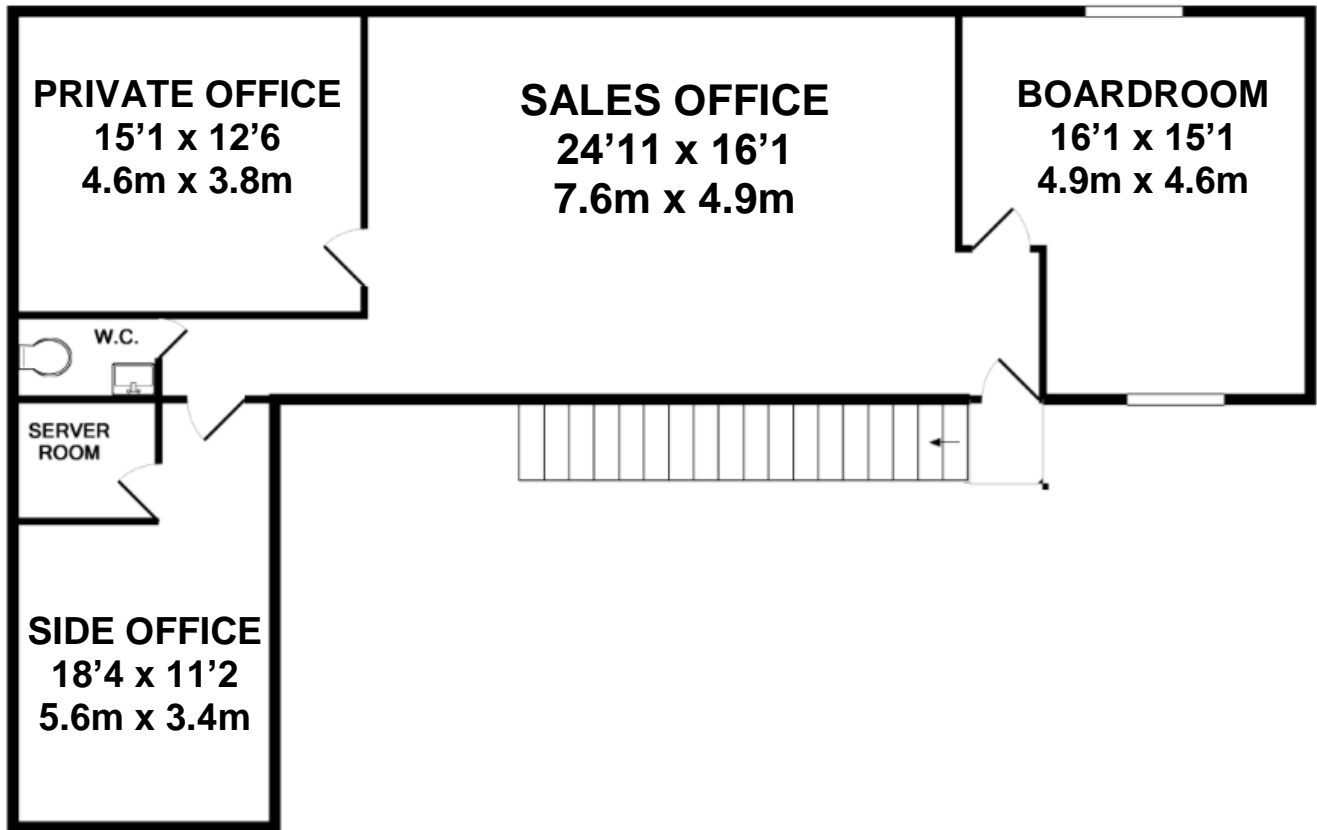 PRIVATE OFFICE
15’1 x 12’6
4.6m x 3.8m
SALES OFFICE
24’11 x 16’1
7.6m x 4.9m
BOARDROOM
16’1 x 15’1
4.9m x 4.6m
W.C.
SERVER
ROOM
SIDE OFFICE
18’4 x 11’2
5.6m x 3.4m